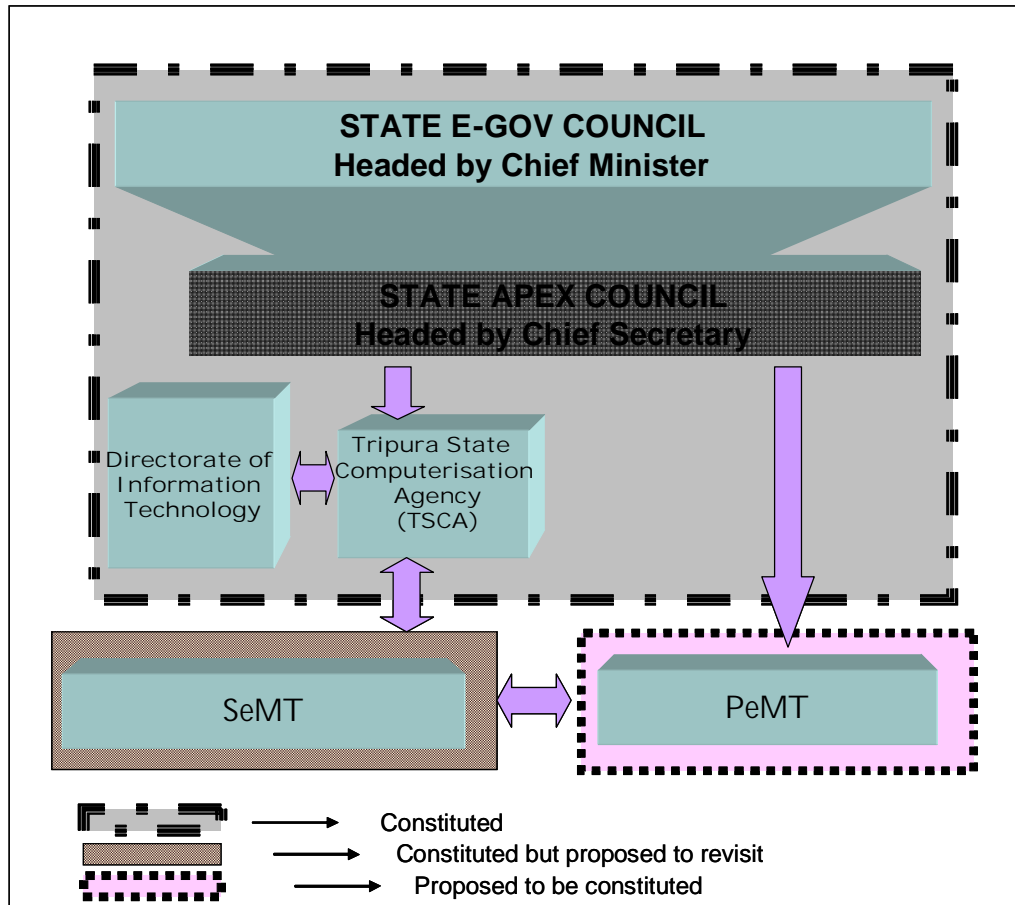 STATE E-GOV COUNCIL
Headed by Chief Minister
STATE APEX COUNCIL
Headed by Chief Secretary
Directorate of
Information
Technology
Tripura State
Computerisation
Agency
(TSCA)
SeMT
PeMT
Constituted
Constituted but proposed to revisit
Proposed to be constituted